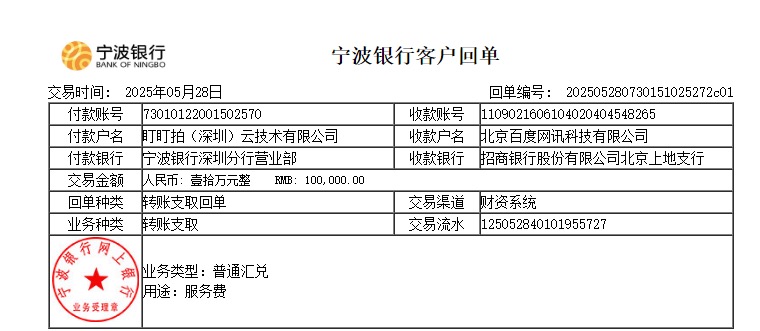 宁波银行
BANK OF NINGBO
宁波银行客户回单
交易时间: 2025年05月28日 回单编号: 202505280730151025272c01
付款账号 73010122001502570 收款账号 1109021606104020404548265
付款户名 盯盯拍（深圳）云技术有限公司 收款户名 北京百度网讯科技有限公司
付款银行 宁波银行深圳分行营业部 收款银行 招商银行股份有限公司北京上地支行
交易金额 人民币: 壹拾万元整 RMB: 100,000.00
回单种类 转账支取回单 交易渠道 财资系统
业务种类 转账支取 交易流水 125052840101955727
宁波银行网上银行
业务受理章
业务类型: 普通汇兑
用途: 服务费